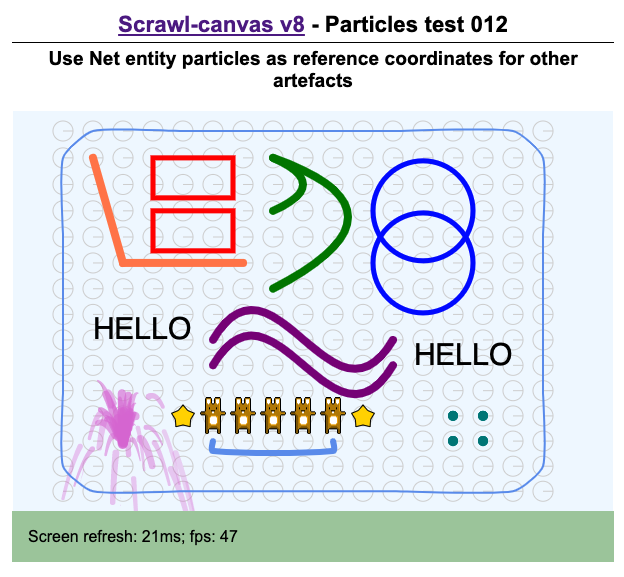 Scrawl-canvas v8 - Particles test 012
Use Net entity particles as reference coordinates for other
artefacts
HELLO
HELLO
Screen refresh: 21ms; fps: 47